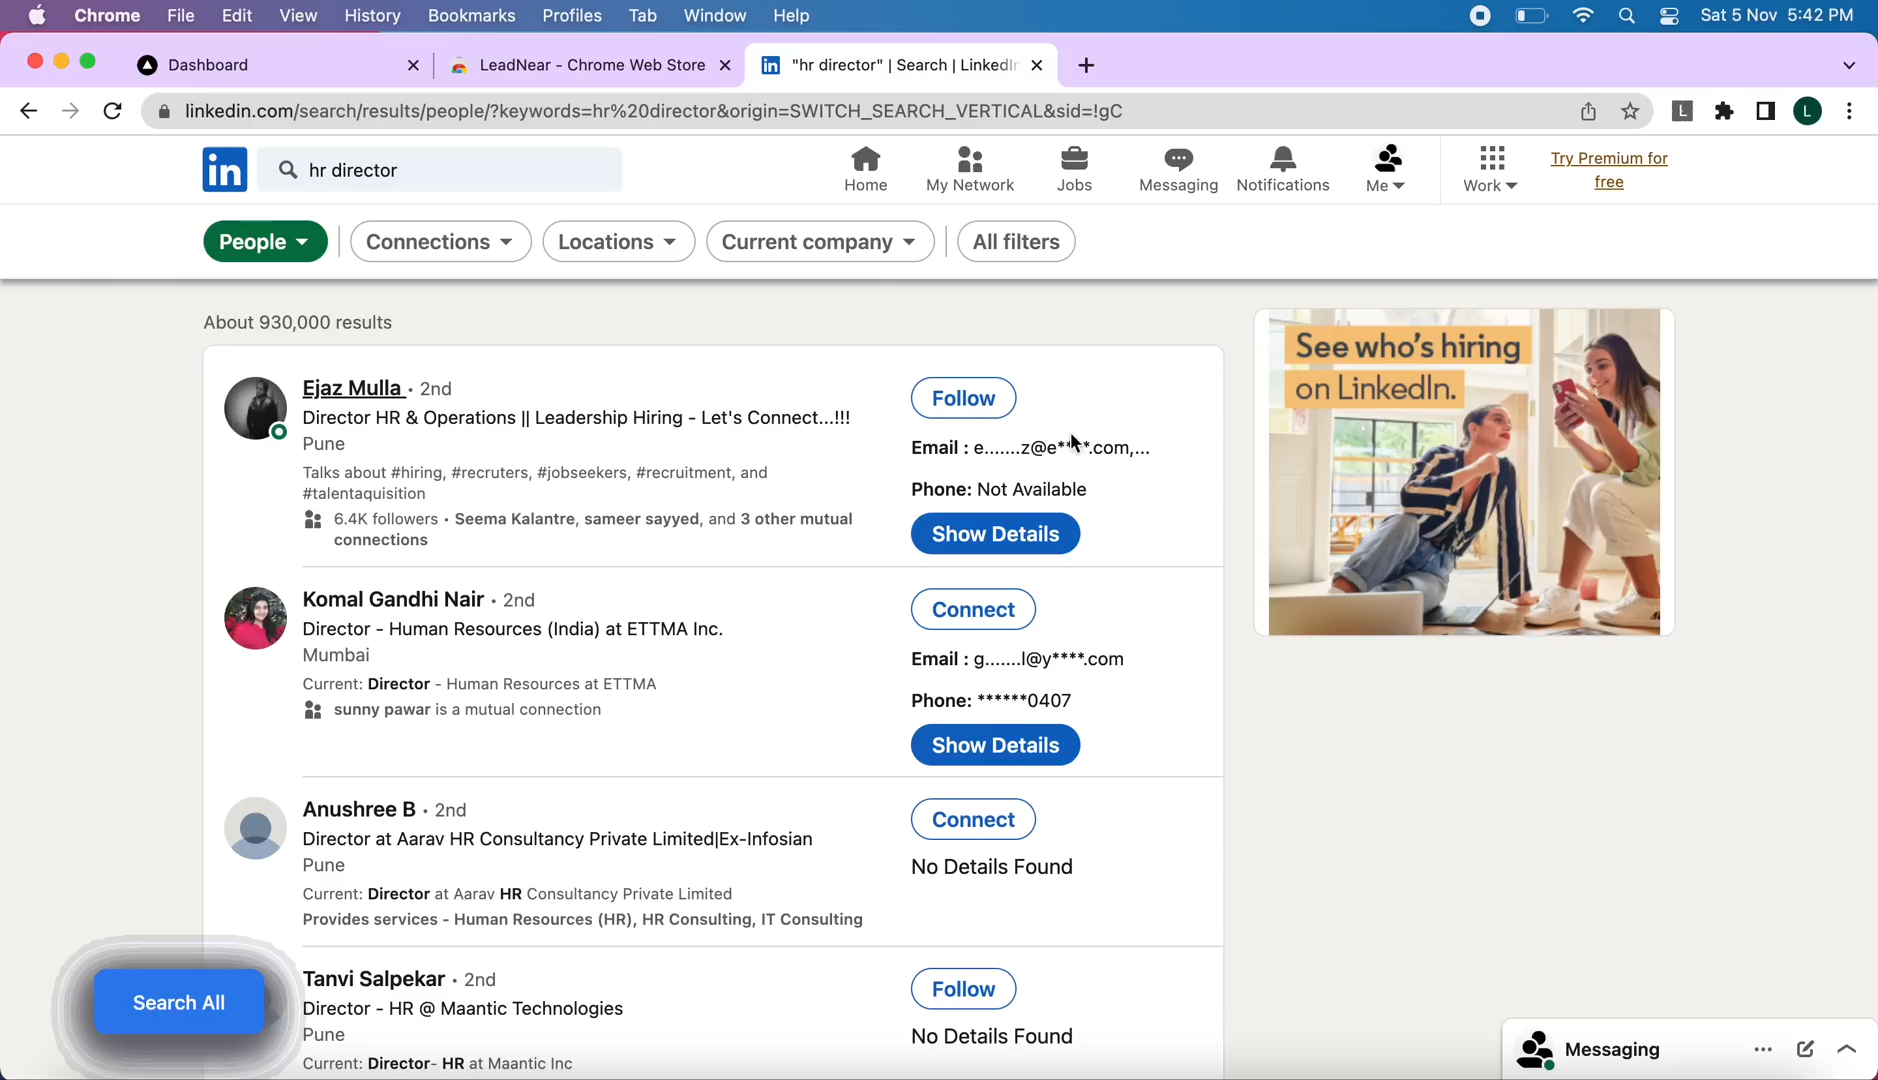 Chrome File Edit View History Bookmarks Profiles Tab Window Help Sat 5 Nov 5:42 PM
Dashboard LeadNear - Chrome Web Store "hr director" | Search | LinkedIn
linkedin.com/search/results/people/?keywords=hr%20director&origin=SWITCH_SEARCH_VERTICAL&sid=!gC L L
in hr director Home My Network Jobs Messaging Notifications Me Work Try Premium for
free
People Connections Locations Current company All filters
About 930,000 results
Ejaz Mulla · 2nd
Director HR & Operations || Leadership Hiring - Let's Connect...!!!
Pune
Talks about #hiring, #recruters, #jobseekers, #recruitment, and
#talentaquisition
6.4K followers · Seema Kalantre, sameer sayyed, and 3 other mutual
connections
Follow
Email : e.......z@e****.com,...
Phone: Not Available
Show Details
Komal Gandhi Nair · 2nd
Director - Human Resources (India) at ETTMA Inc.
Mumbai
Current: Director - Human Resources at ETTMA
sunny pawar is a mutual connection
Connect
Email : g.......l@y****.com
Phone: ******0407
Show Details
Anushree B · 2nd
Director at Aarav HR Consultancy Private Limited|Ex-Infosian
Pune
Current: Director at Aarav HR Consultancy Private Limited
Provides services - Human Resources (HR), HR Consulting, IT Consulting
Connect
No Details Found
Tanvi Salpekar · 2nd
Director - HR @ Maantic Technologies
Pune
Current: Director- HR at Maantic Inc
Follow
No Details Found
See who's hiring
on LinkedIn.
Search All
Messaging